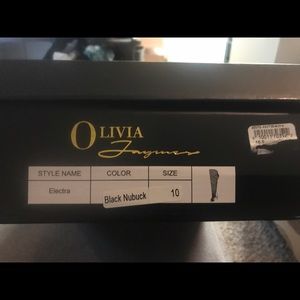 OLIVIA
Jaymes
STYLE NAME COLOR SIZE
Electra Black Nubuck 10